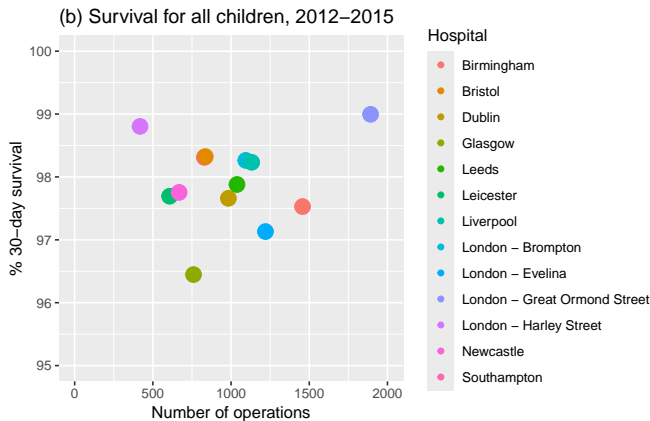 (b) Survival for all children, 2012−2015
100
99
98
97
96
95
% 30−day survival
0 500 1000 1500 2000
Number of operations
Hospital
Birmingham
Bristol
Dublin
Glasgow
Leeds
Leicester
Liverpool
London − Brompton
London − Evelina
London − Great Ormond Street
London − Harley Street
Newcastle
Southampton